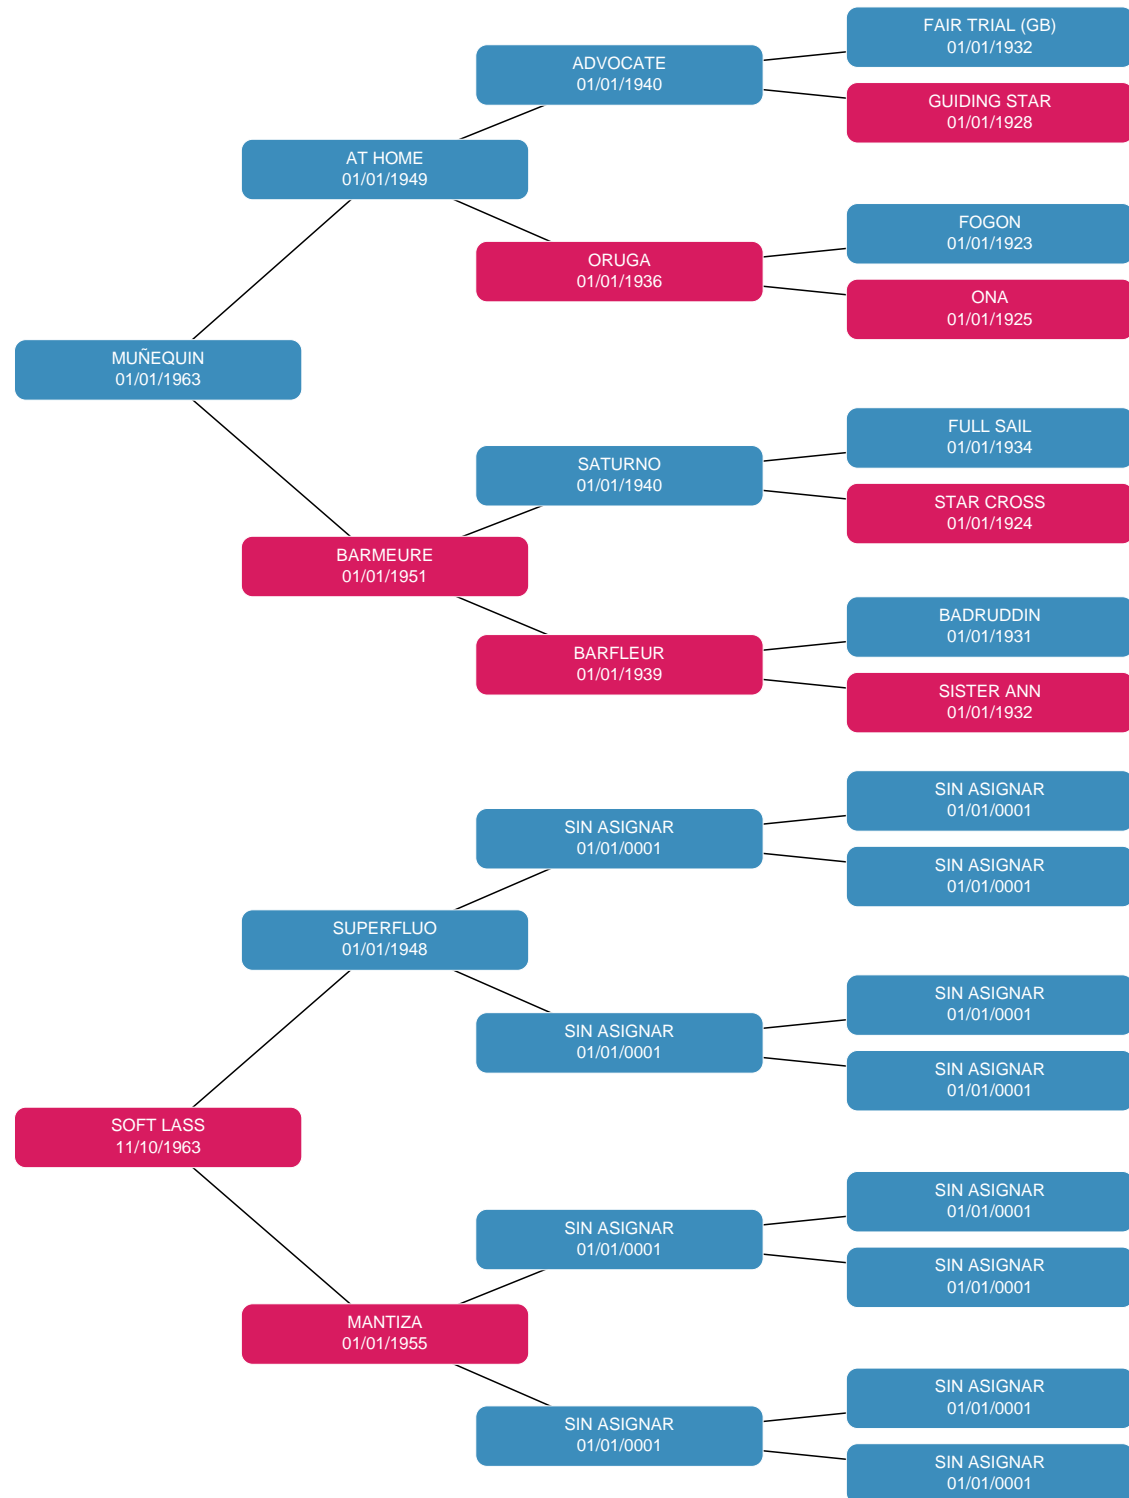 FAIR TRIAL (GB)
01/01/1932
ADVOCATE
01/01/1940
GUIDING STAR
01/01/1928
AT HOME
01/01/1949
FOGON
01/01/1923
ORUGA
01/01/1936
ONA
01/01/1925
MUÑEQUIN
01/01/1963
FULL SAIL
01/01/1934
SATURNO
01/01/1940
STAR CROSS
01/01/1924
BARMEURE
01/01/1951
BADRUDDIN
01/01/1931
BARFLEUR
01/01/1939
SISTER ANN
01/01/1932
SIN ASIGNAR
01/01/0001
SIN ASIGNAR
01/01/0001
SIN ASIGNAR
01/01/0001
SUPERFLUO
01/01/1948
SIN ASIGNAR
01/01/0001
SIN ASIGNAR
01/01/0001
SIN ASIGNAR
01/01/0001
SOFT LASS
11/10/1963
SIN ASIGNAR
01/01/0001
SIN ASIGNAR
01/01/0001
SIN ASIGNAR
01/01/0001
MANTIZA
01/01/1955
SIN ASIGNAR
01/01/0001
SIN ASIGNAR
01/01/0001
SIN ASIGNAR
01/01/0001